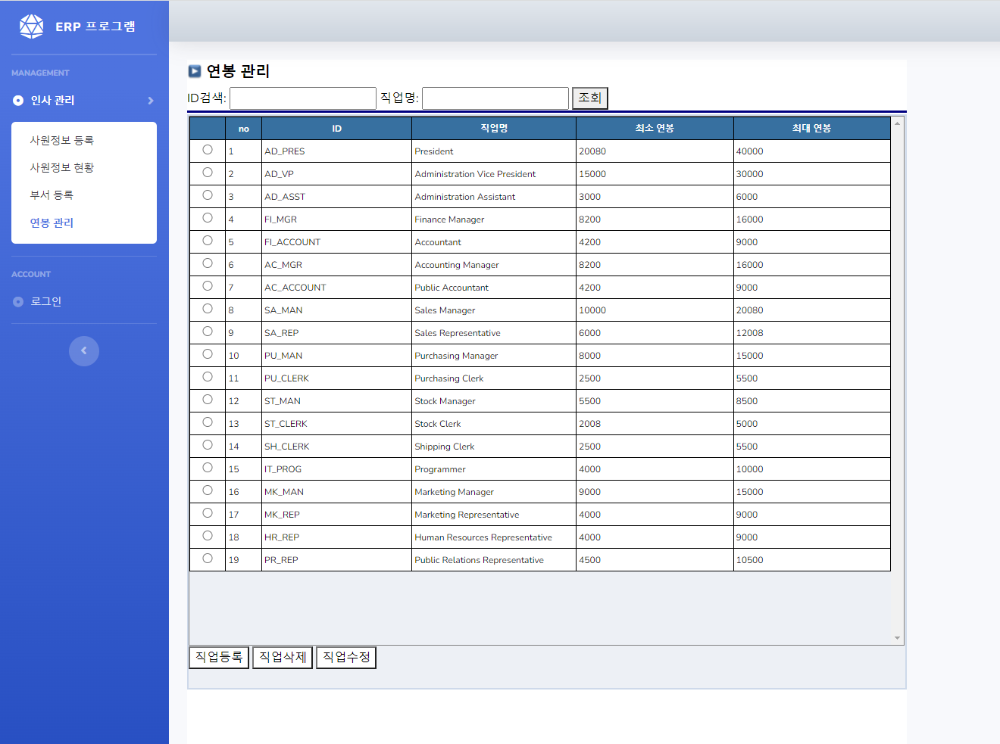 ERP 프로그램
MANAGEMENT
인사 관리
사원정보 등록
사원정보 현황
부서 등록
연봉 관리
ACCOUNT
로그인
연봉 관리
ID검색: 직업명: 조회
no ID 직업명 최소 연봉 최대 연봉
1 AD_PRES President 20080 40000
2 AD_VP Administration Vice President 15000 30000
3 AD_ASST Administration Assistant 3000 6000
4 FI_MGR Finance Manager 8200 16000
5 FI_ACCOUNT Accountant 4200 9000
6 AC_MGR Accounting Manager 8200 16000
7 AC_ACCOUNT Public Accountant 4200 9000
8 SA_MAN Sales Manager 10000 20080
9 SA_REP Sales Representative 6000 12008
10 PU_MAN Purchasing Manager 8000 15000
11 PU_CLERK Purchasing Clerk 2500 5500
12 ST_MAN Stock Manager 5500 8500
13 ST_CLERK Stock Clerk 2008 5000
14 SH_CLERK Shipping Clerk 2500 5500
15 IT_PROG Programmer 4000 10000
16 MK_MAN Marketing Manager 9000 15000
17 MK_REP Marketing Representative 4000 9000
18 HR_REP Human Resources Representative 4000 9000
19 PR_REP Public Relations Representative 4500 10500
직업등록 직업삭제 직업수정